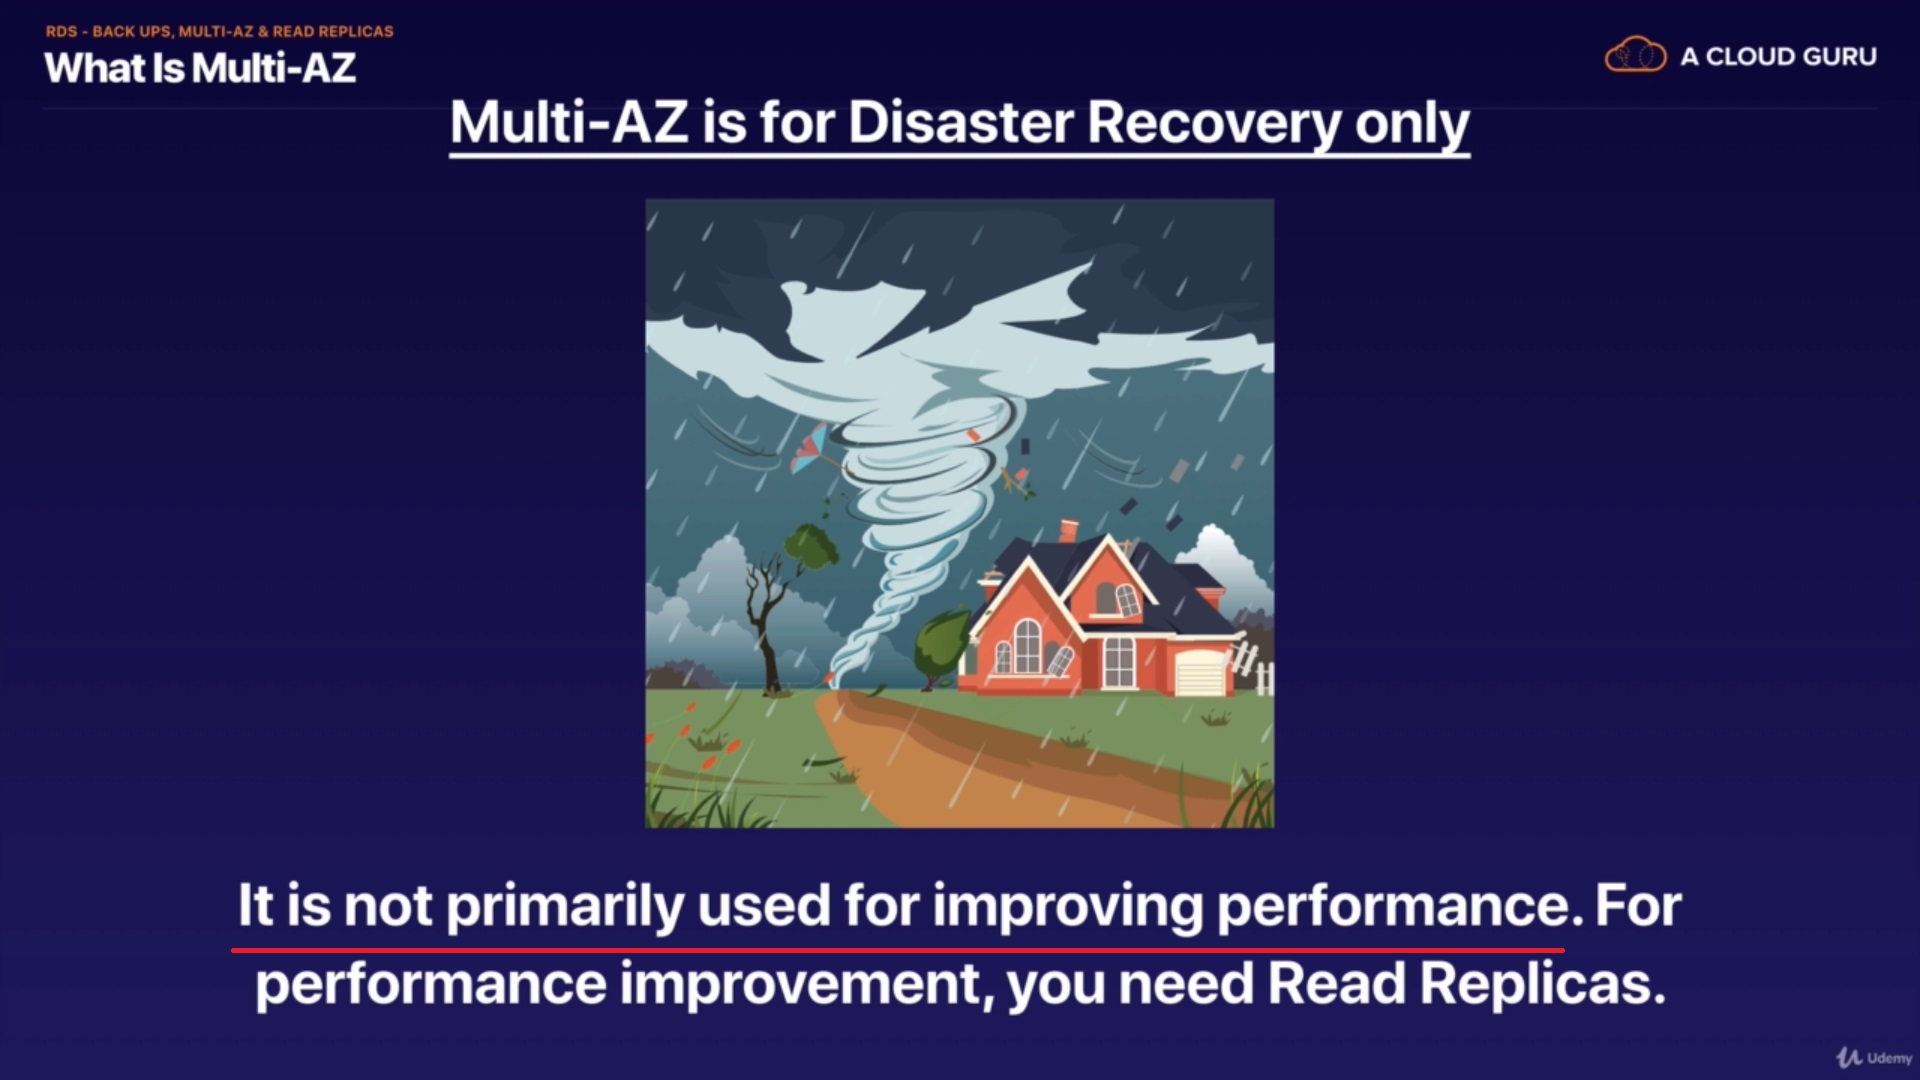 RDS - BACK UPS, MULTI-AZ & READ REPLICAS
What Is Multi-AZ
A CLOUD GURU
Multi-AZ is for Disaster Recovery only
It is not primarily used for improving performance. For
performance improvement, you need Read Replicas.
Udemy